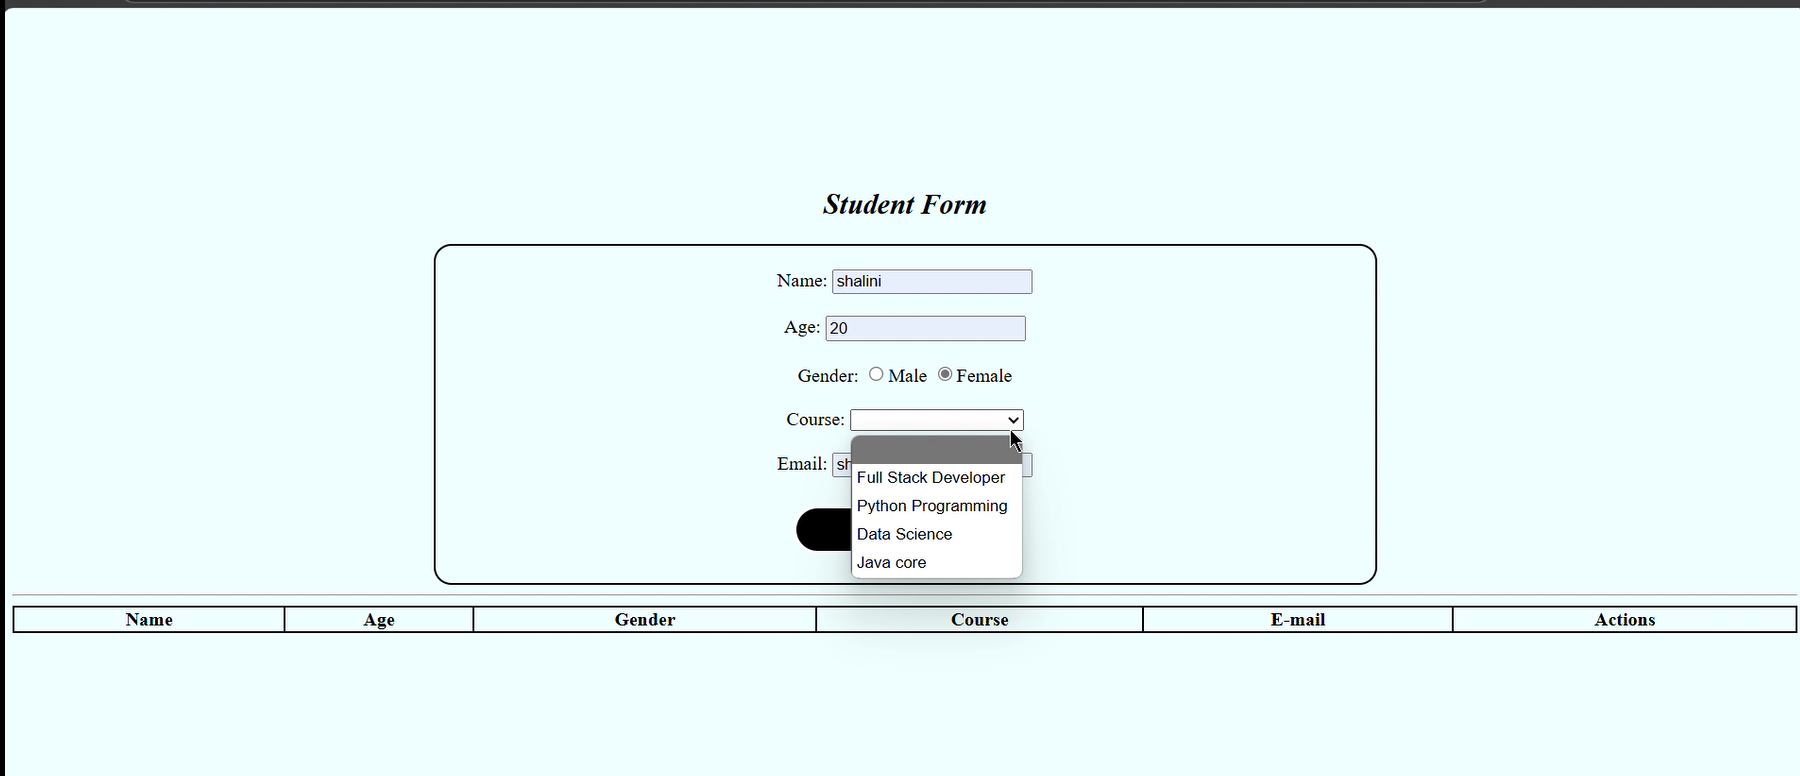 Student Form
Name: shalini
Age: 20
Gender: Male Female
Course:
Email: sh
Full Stack Developer
Python Programming
Data Science
Java core
Name Age Gender Course E-mail Actions